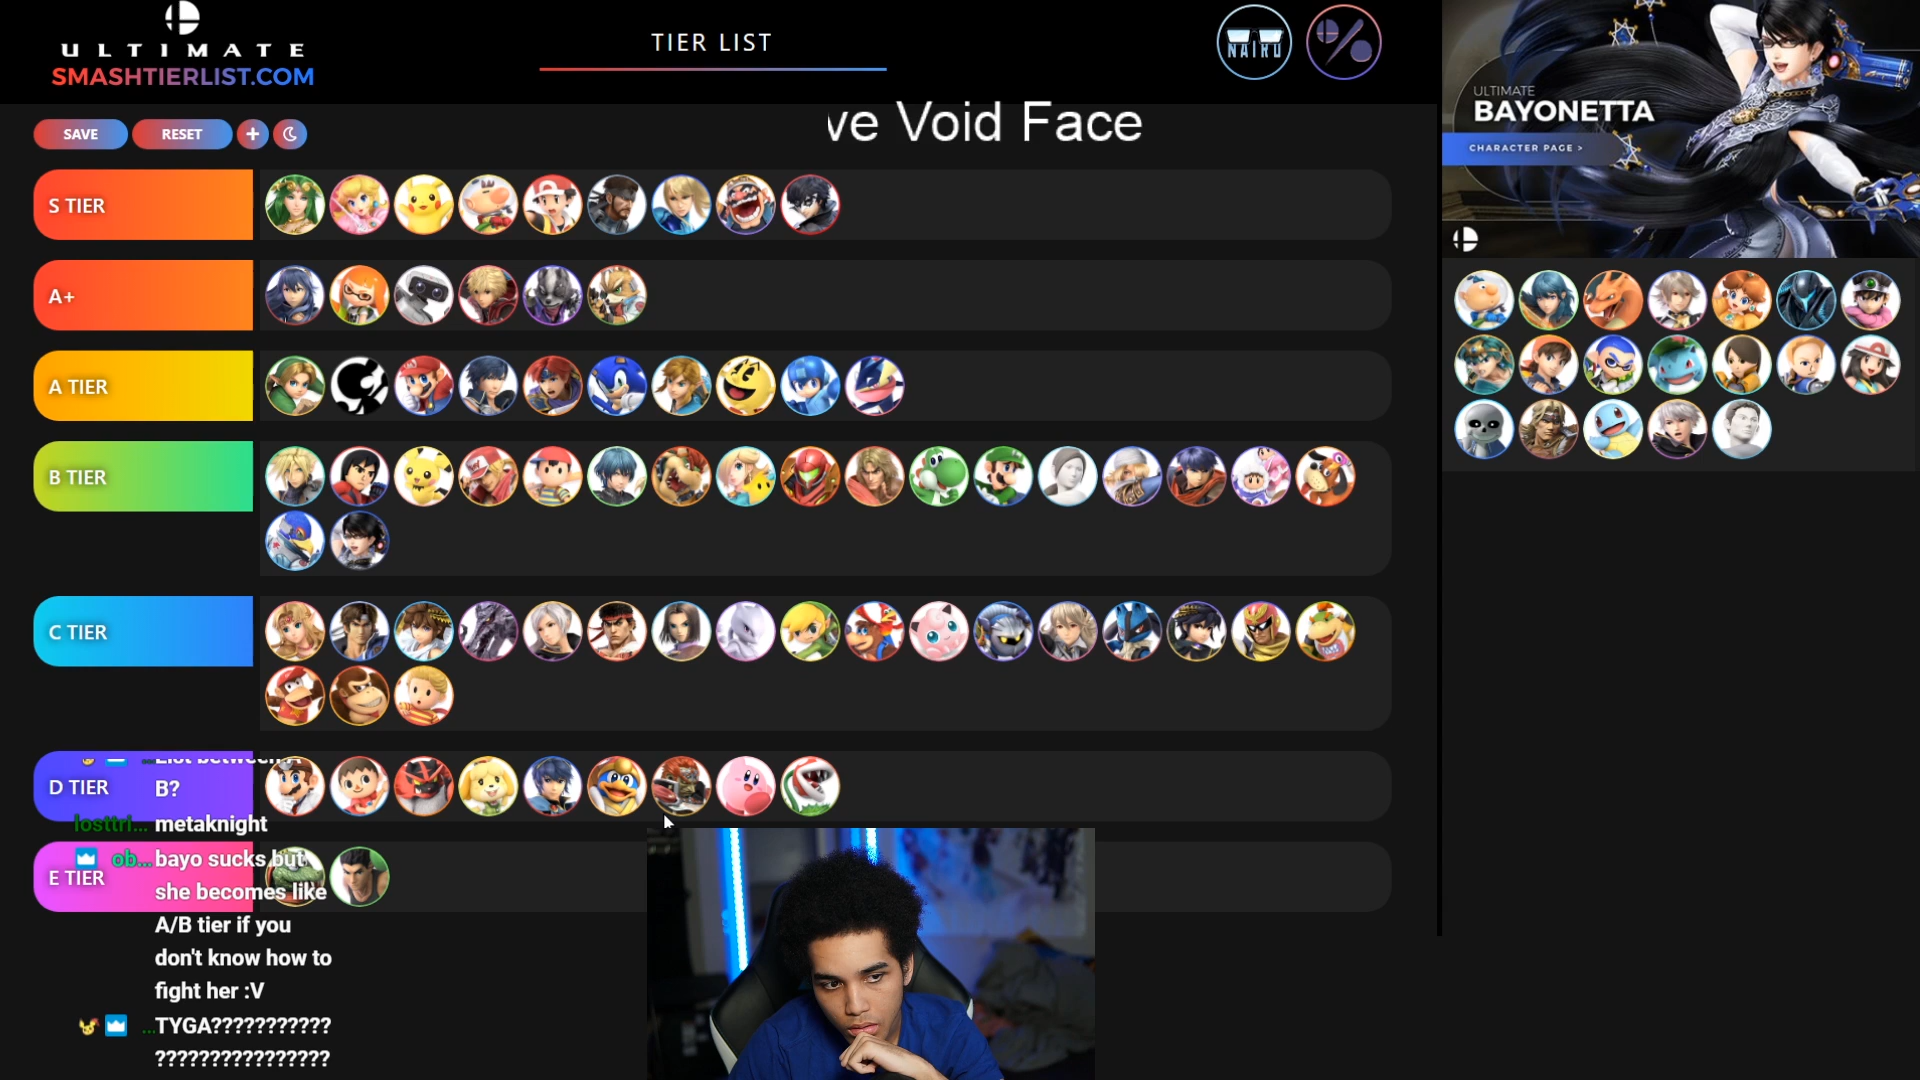 ULTIMATE
SMASHTIERLIST.COM
TIER LIST
NAIRU
ULTIMATE
BAYONETTA
CHARACTER PAGE >
ve Void Face
SAVE
RESET
+
S TIER
A+
A TIER
B TIER
C TIER
D TIER
B?
losttrl... metaknight
ob... bayo sucks but
she becomes like
E TIER
A/B tier if you
don't know how to
fight her :V
...TYGA???????????
????????????????